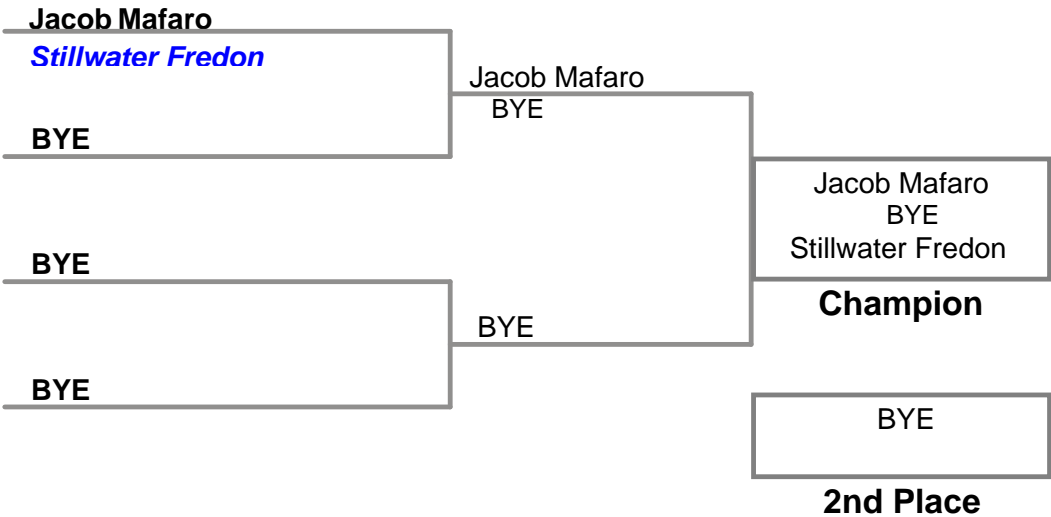 Jacob Mafaro
Stillwater Fredon
Jacob Mafaro
BYE
BYE
Jacob Mafaro
BYE
Stillwater Fredon
BYE
Champion
BYE
BYE
BYE
2nd Place